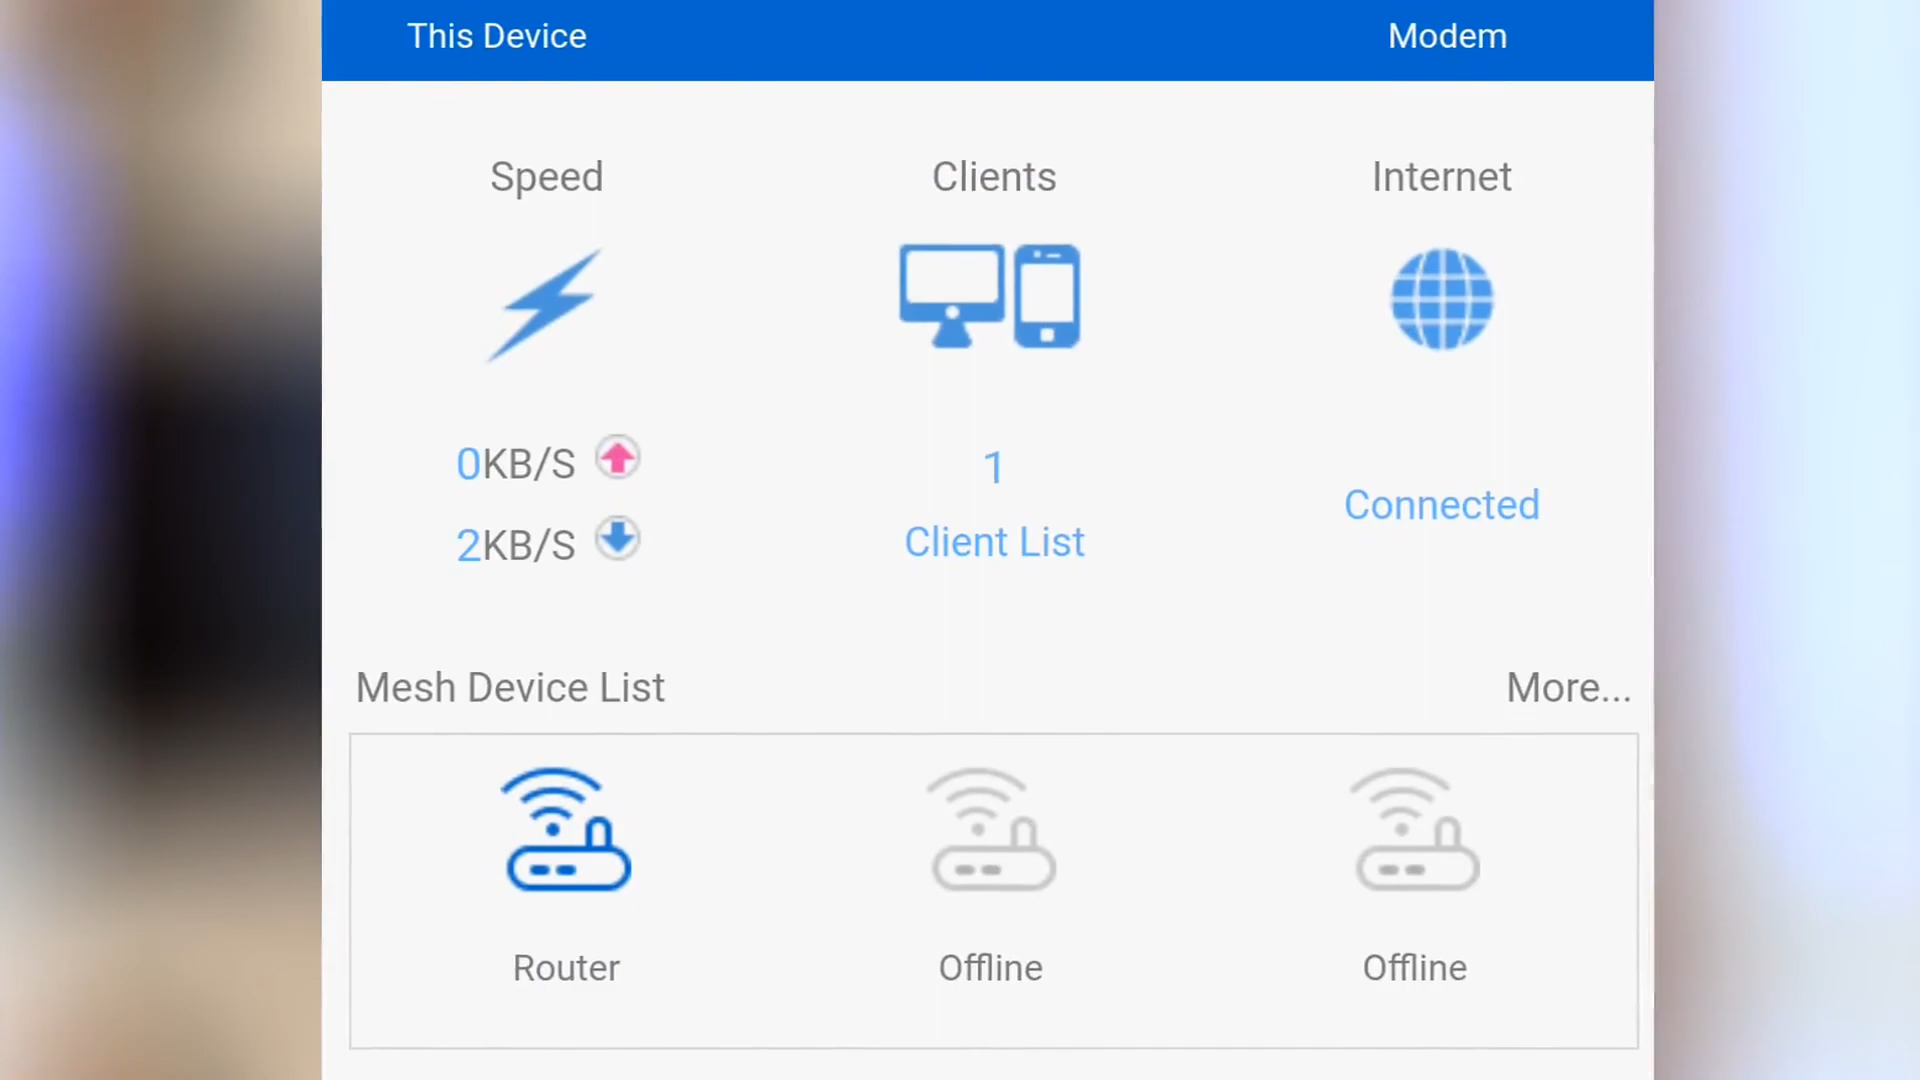 This Device Modem
Speed Clients Internet
0KB/S
1
2KB/S
Client List
Connected
Mesh Device List More...
Router Offline Offline